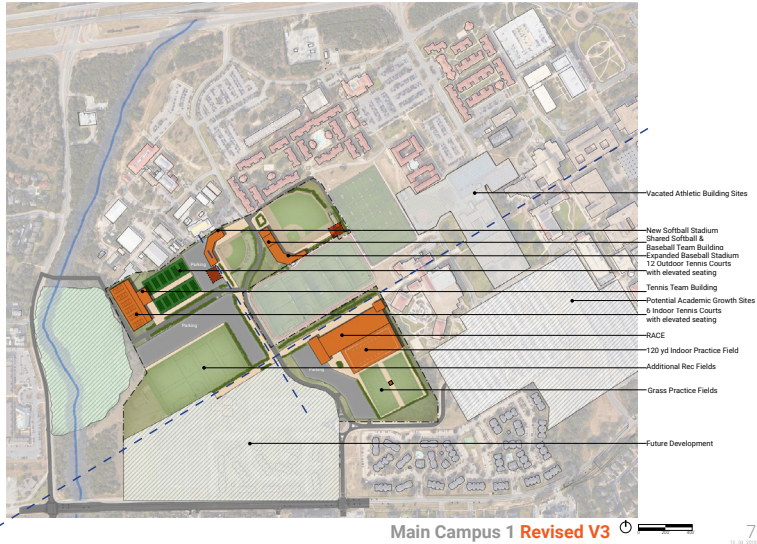 Vacated Athletic Building Sites
New Softball Stadium
Shared Softball &
Baseball Team Building
Expanded Baseball Stadium
12 Outdoor Tennis Courts
with elevated seating
Tennis Team Building
Potential Academic Growth Sites
6 Indoor Tennis Courts
with elevated seating
RACE
120 yd Indoor Practice Field
Additional Rec Fields
Grass Practice Fields
Future Development
Parking
Parking
Parking
Main Campus 1 Revised V3
7